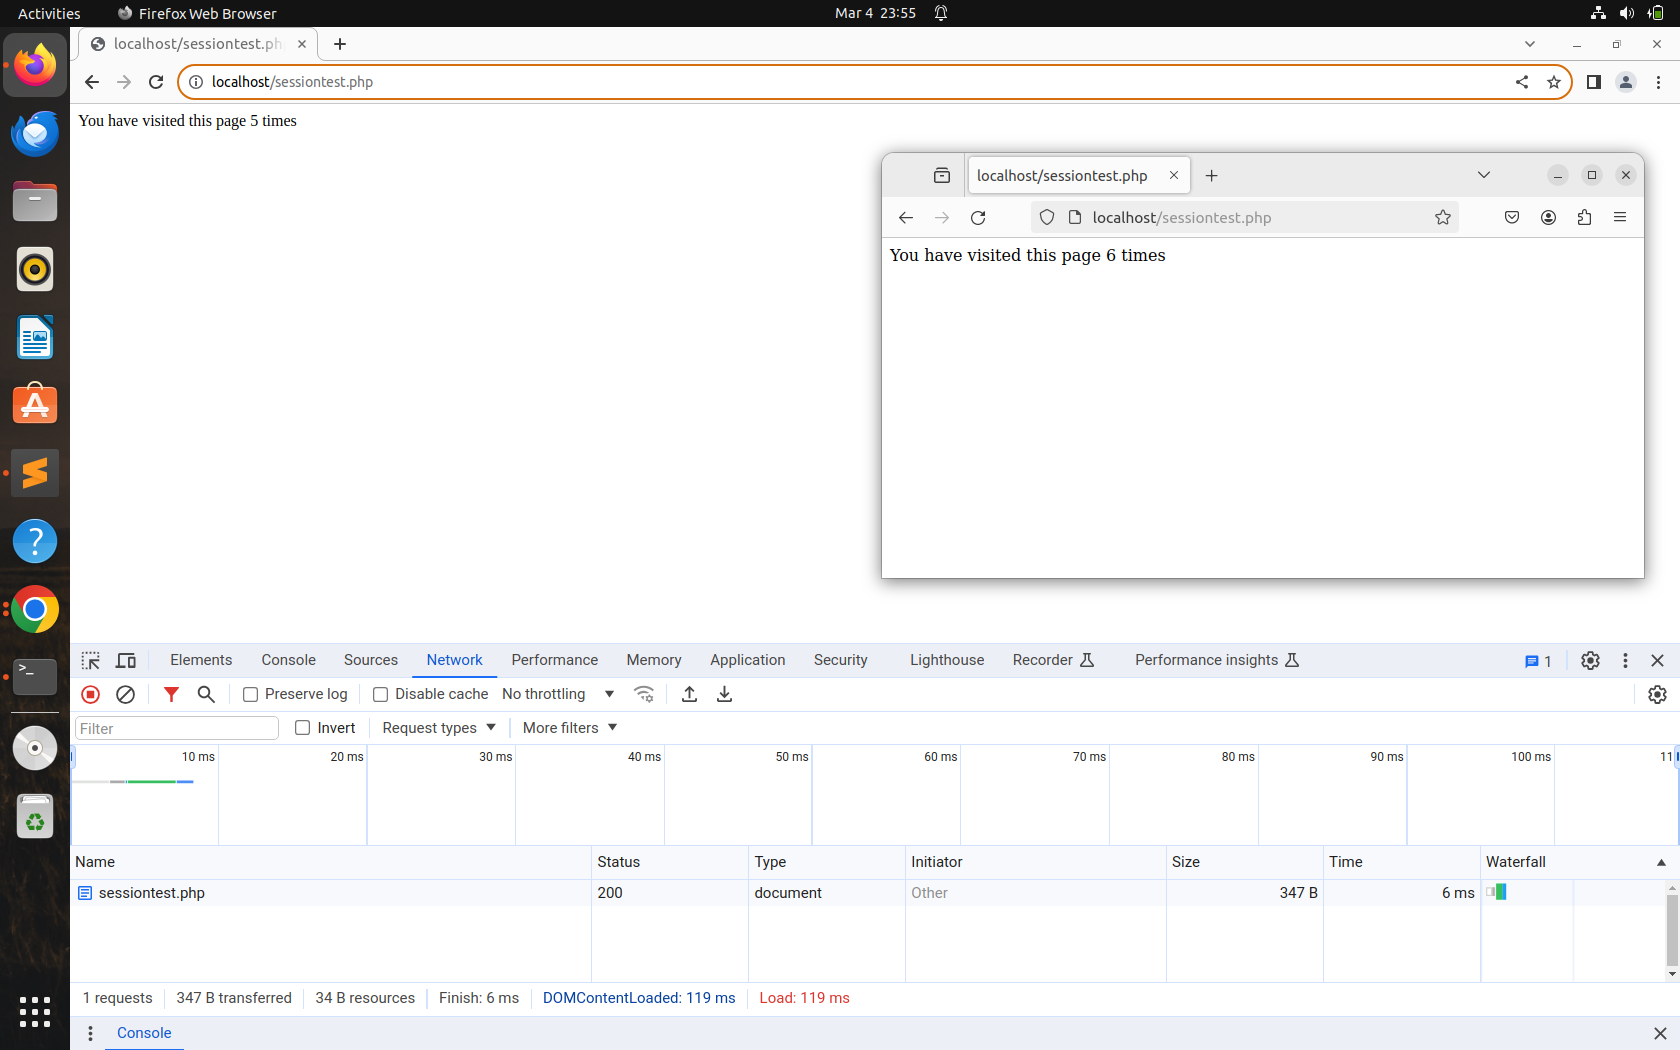 Activities
Firefox Web Browser
Mar 4 23:55
localhost/sessiontest.ph
localhost/sessiontest.php
You have visited this page 5 times
localhost/sessiontest.php
localhost/sessiontest.php
You have visited this page 6 times
Elements Console Sources Network Performance Memory Application Security Lighthouse Recorder Performance insights 1
Preserve log Disable cache No throttling
Filter Invert Request types More filters
10 ms 20 ms 30 ms 40 ms 50 ms 60 ms 70 ms 80 ms 90 ms 100 ms 11
Name Status Type Initiator Size Time Waterfall
sessiontest.php 200 document Other 347 B 6 ms
1 requests 347 B transferred 34 B resources Finish: 6 ms DOMContentLoaded: 119 ms Load: 119 ms
Console